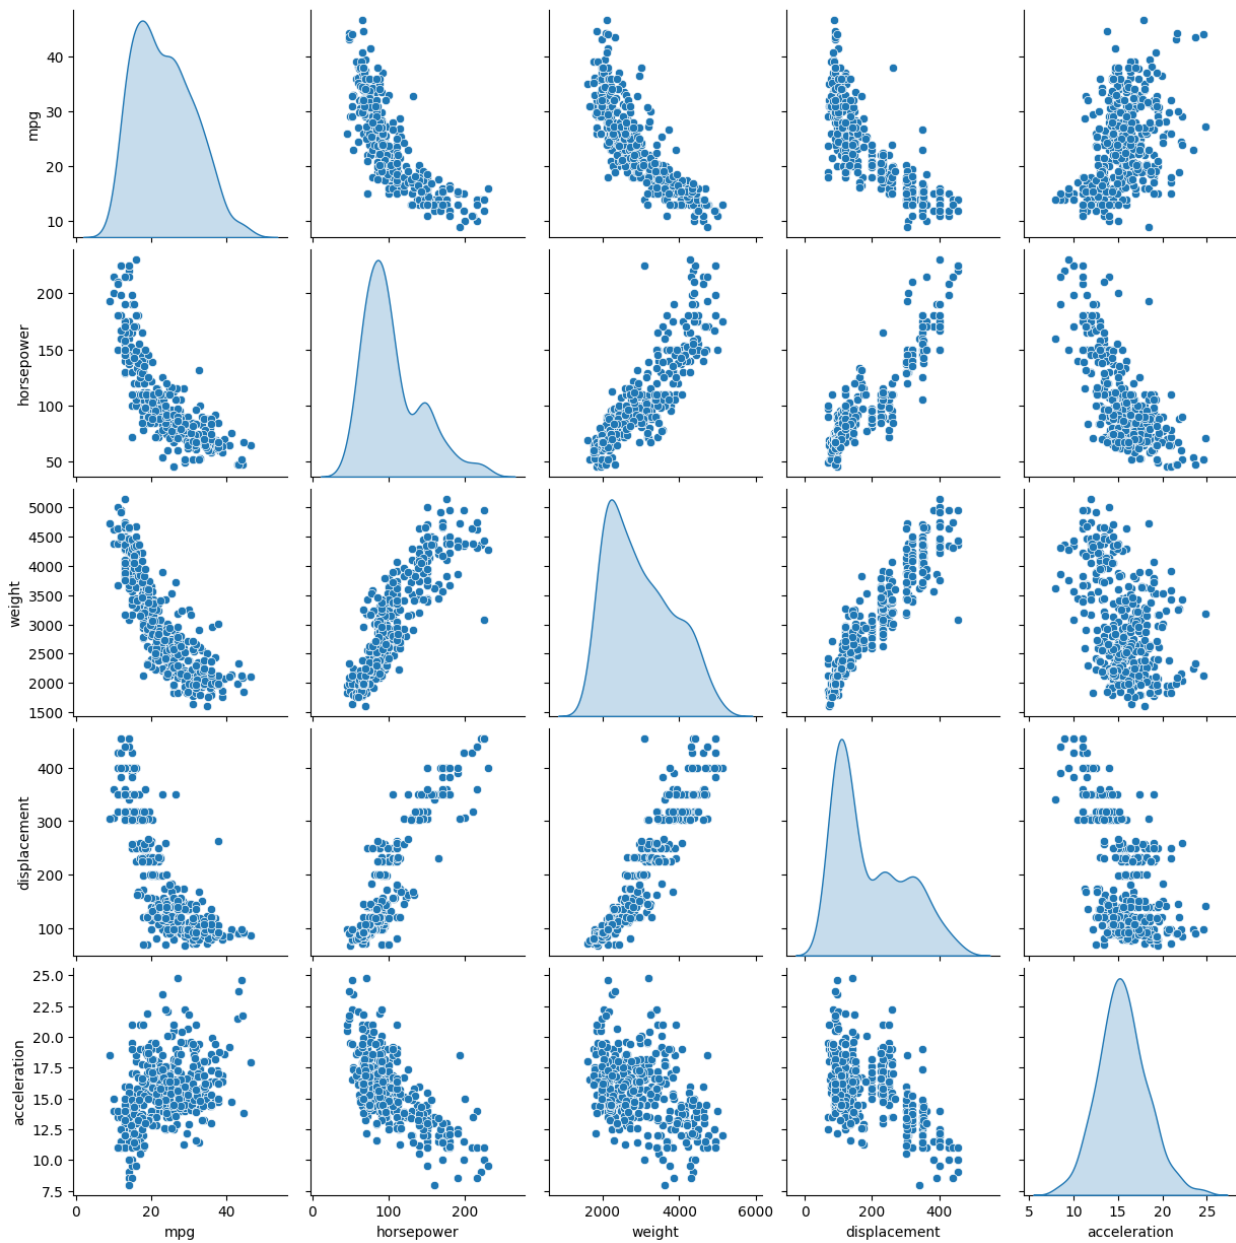 mpg
40
30
20
10
horsepower
200
150
100
50
weight
5000
4500
4000
3500
3000
2500
2000
1500
displacement
400
300
200
100
acceleration
25.0
22.5
20.0
17.5
15.0
12.5
10.0
7.5
0 20 40
0 100 200
2000 4000 6000
0 200 400
5 10 15 20 25
mpg horsepower weight displacement acceleration